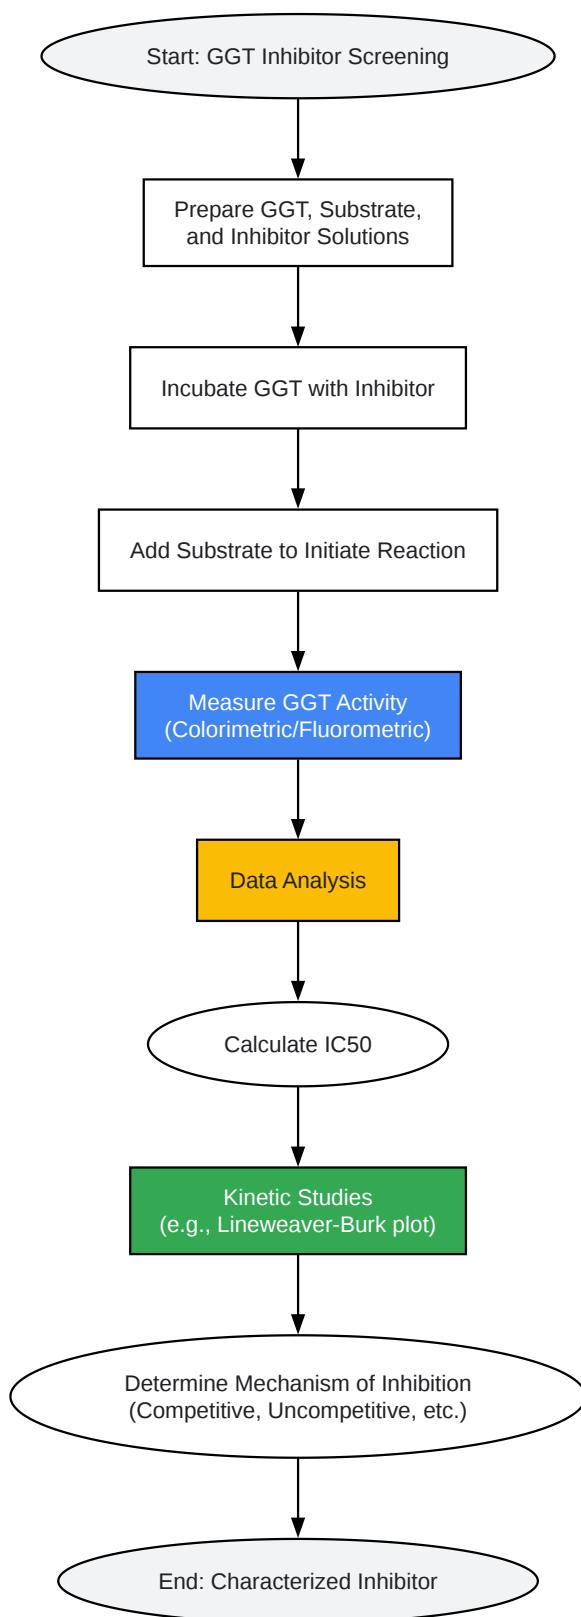 Start: GGT Inhibitor Screening
Prepare GGT, Substrate,
and Inhibitor Solutions
Incubate GGT with Inhibitor
Add Substrate to Initiate Reaction
Measure GGT Activity
(Colorimetric/Fluorometric)
Data Analysis
Calculate IC50
Kinetic Studies
(e.g., Lineweaver-Burk plot)
Determine Mechanism of Inhibition
(Competitive, Uncompetitive, etc.)
End: Characterized Inhibitor